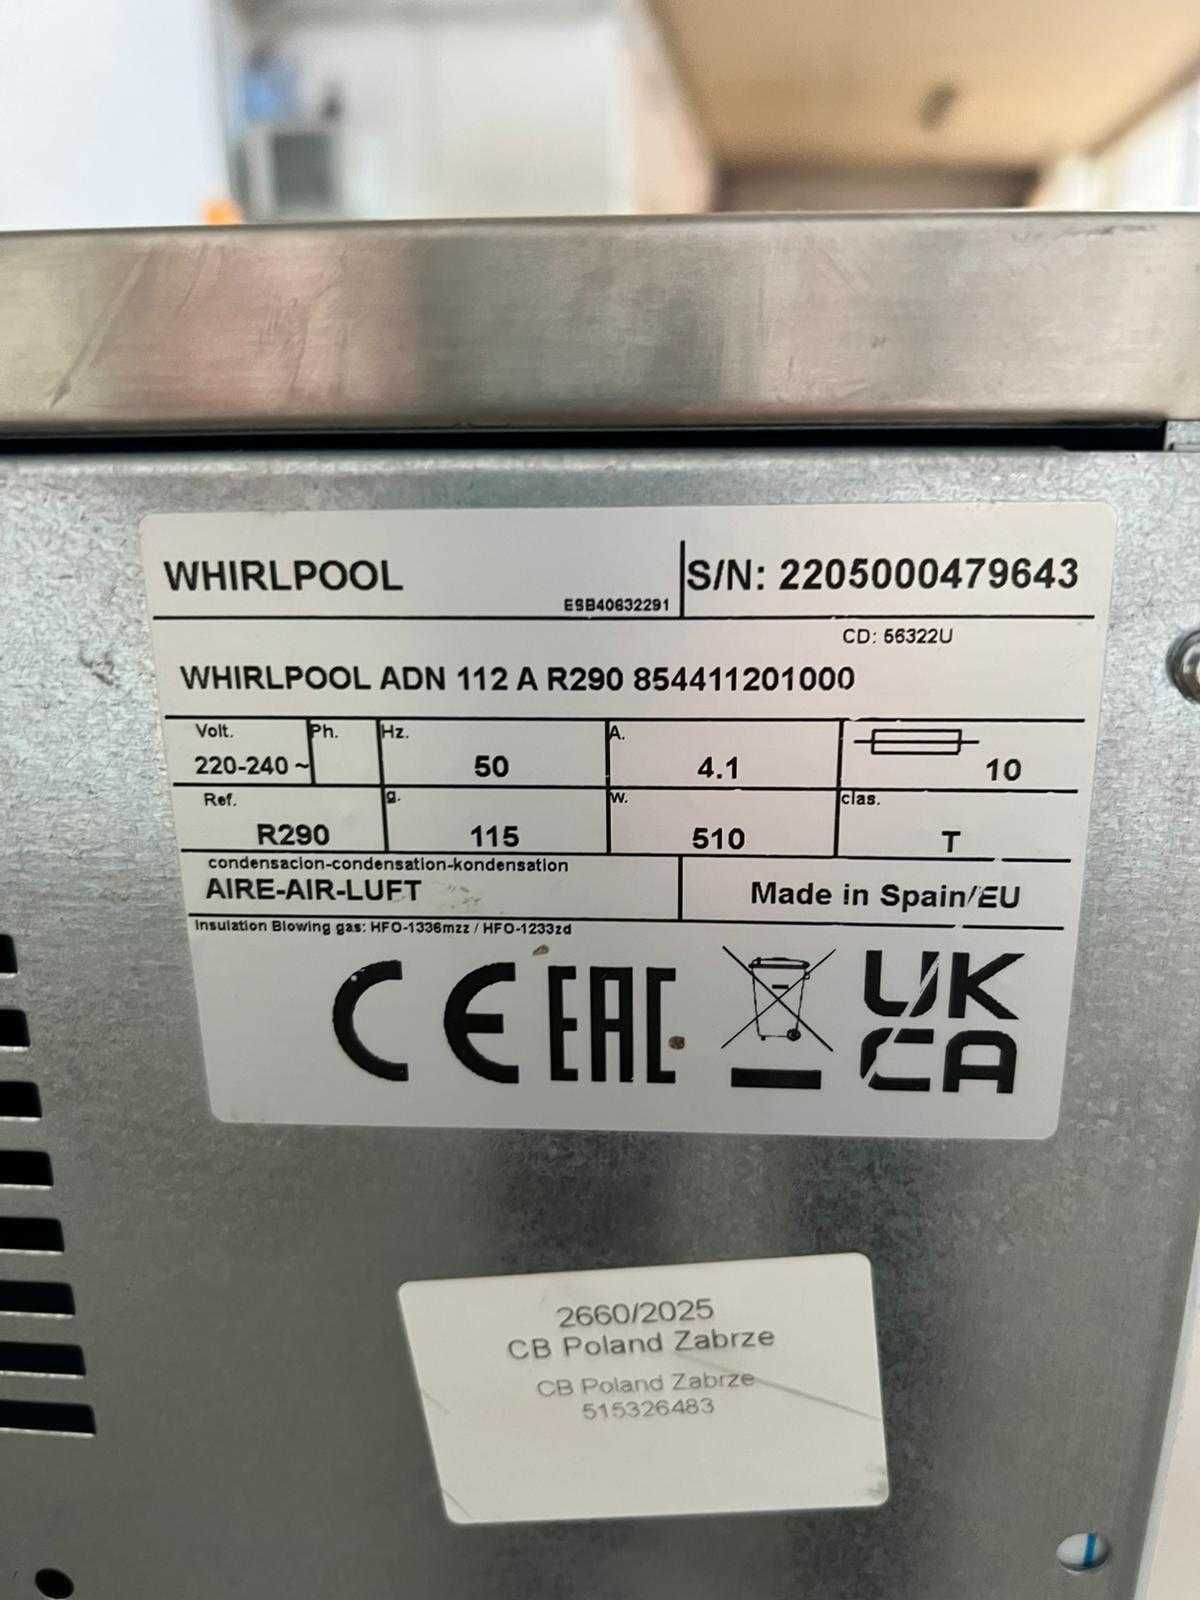 WHIRLPOOL
ESB40632291
S/N: 2205000479643
CD: 56322U
WHIRLPOOL ADN 112 A R290 854411201000
Volt. Ph. Hz. A.
220-240 ~ 50 4.1 10
Ref. g. W. clas.
R290 115 510 T
condensacion-condensation-kondensation
AIRE-AIR-LUFT
Made in Spain/EU
Insulation Blowing gas: HFO-1336mzz / HFO-1233zd
CE EAC UK
CA
2660/2025
CB Poland Zabrze
CB Poland Zabrze
515326483